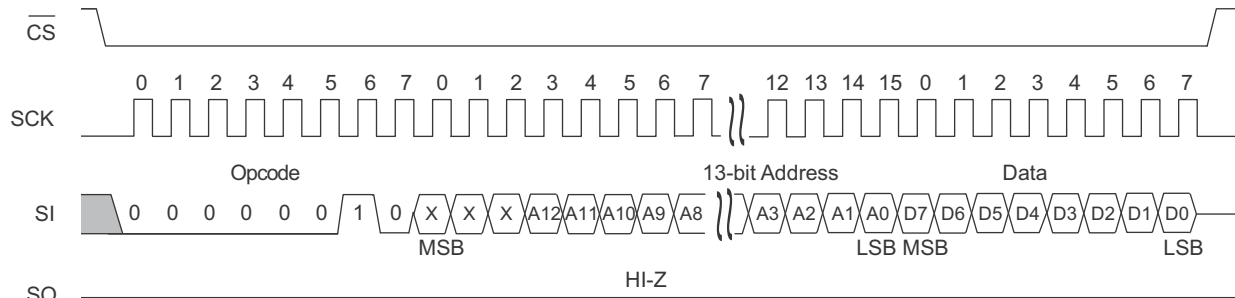 CS
0 1 2 3 4 5 6 7 0 1 2 3 4 5 6 7 12 13 14 15 0 1 2 3 4 5 6 7
SCK
Opcode 13-bit Address Data
SI 0 0 0 0 0 0 1 0 X X X A12 A11 A10 A9 A8 A3 A2 A1 A0 D7 D6 D5 D4 D3 D2 D1 D0
MSB LSB MSB LSB
HI-Z
SO